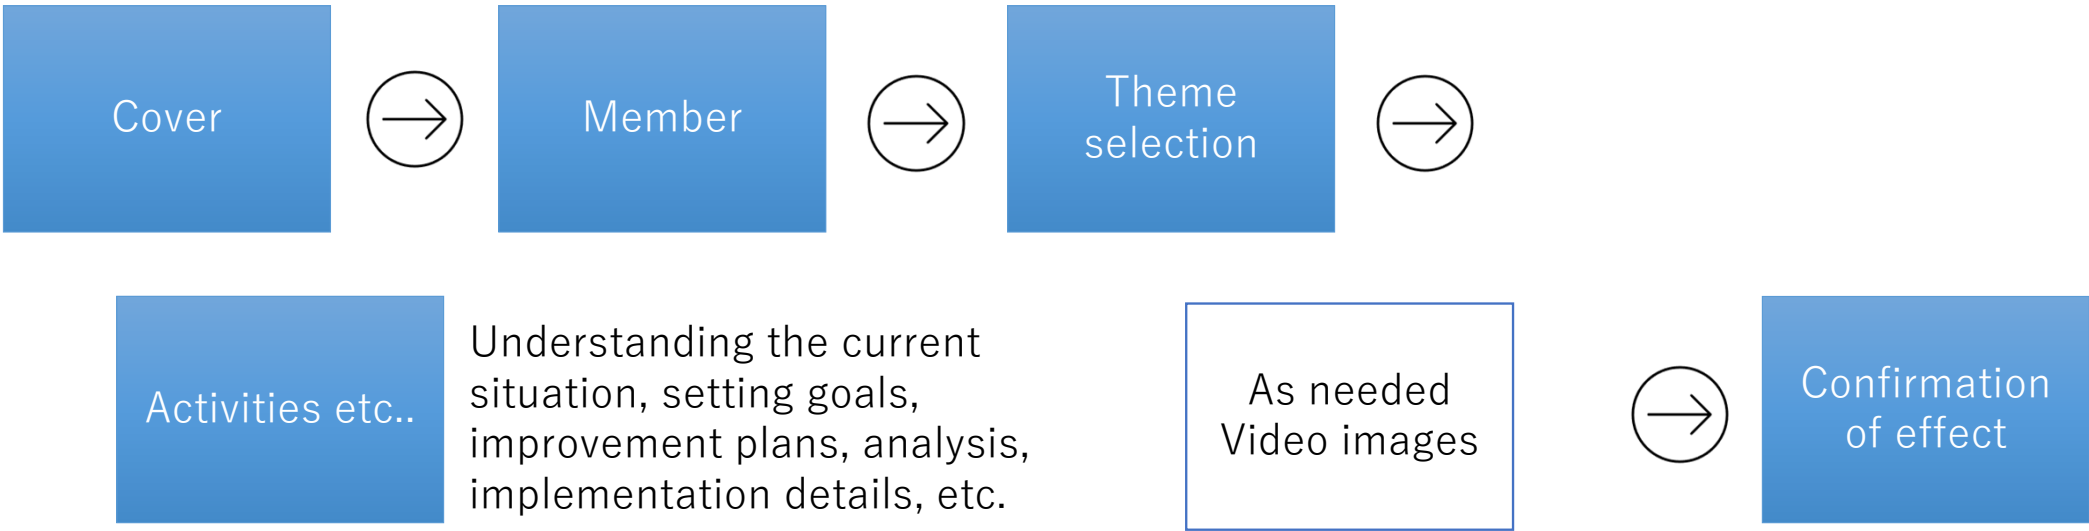 Cover
Member
Theme
selection
Activities etc..
Understanding the current
situation, setting goals,
improvement plans, analysis,
implementation details, etc.
As needed
Video images
Confirmation
of effect